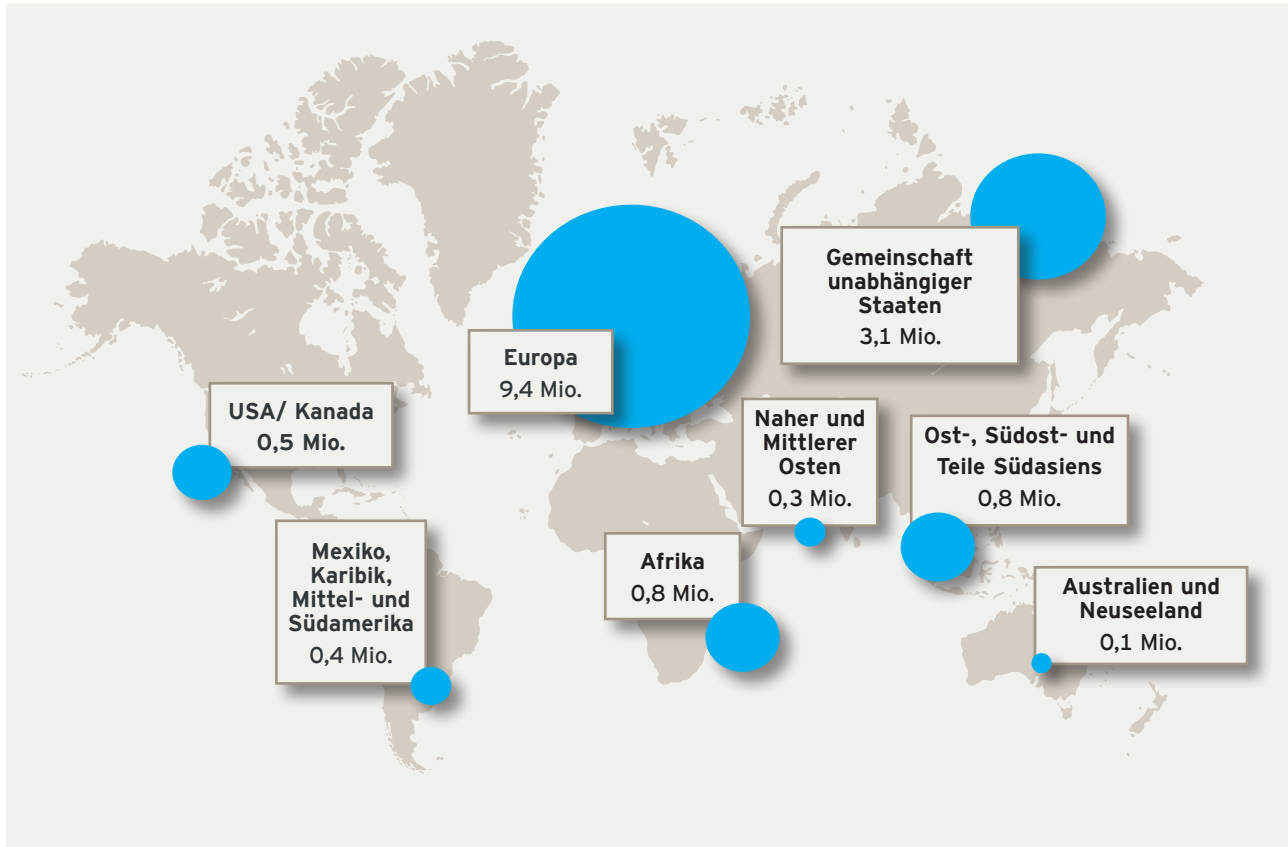 Gemeinschaft
unabhängiger
Staaten
3,1 Mio.
Europa
9,4 Mio.
USA/ Kanada
0,5 Mio.
Naher und
Mittlerer
Osten
0,3 Mio.
Ost-, Südost- und
Teile Südasiens
0,8 Mio.
Mexiko,
Karibik,
Mittel- und
Südamerika
0,4 Mio.
Afrika
0,8 Mio.
Australien und
Neuseeland
0,1 Mio.